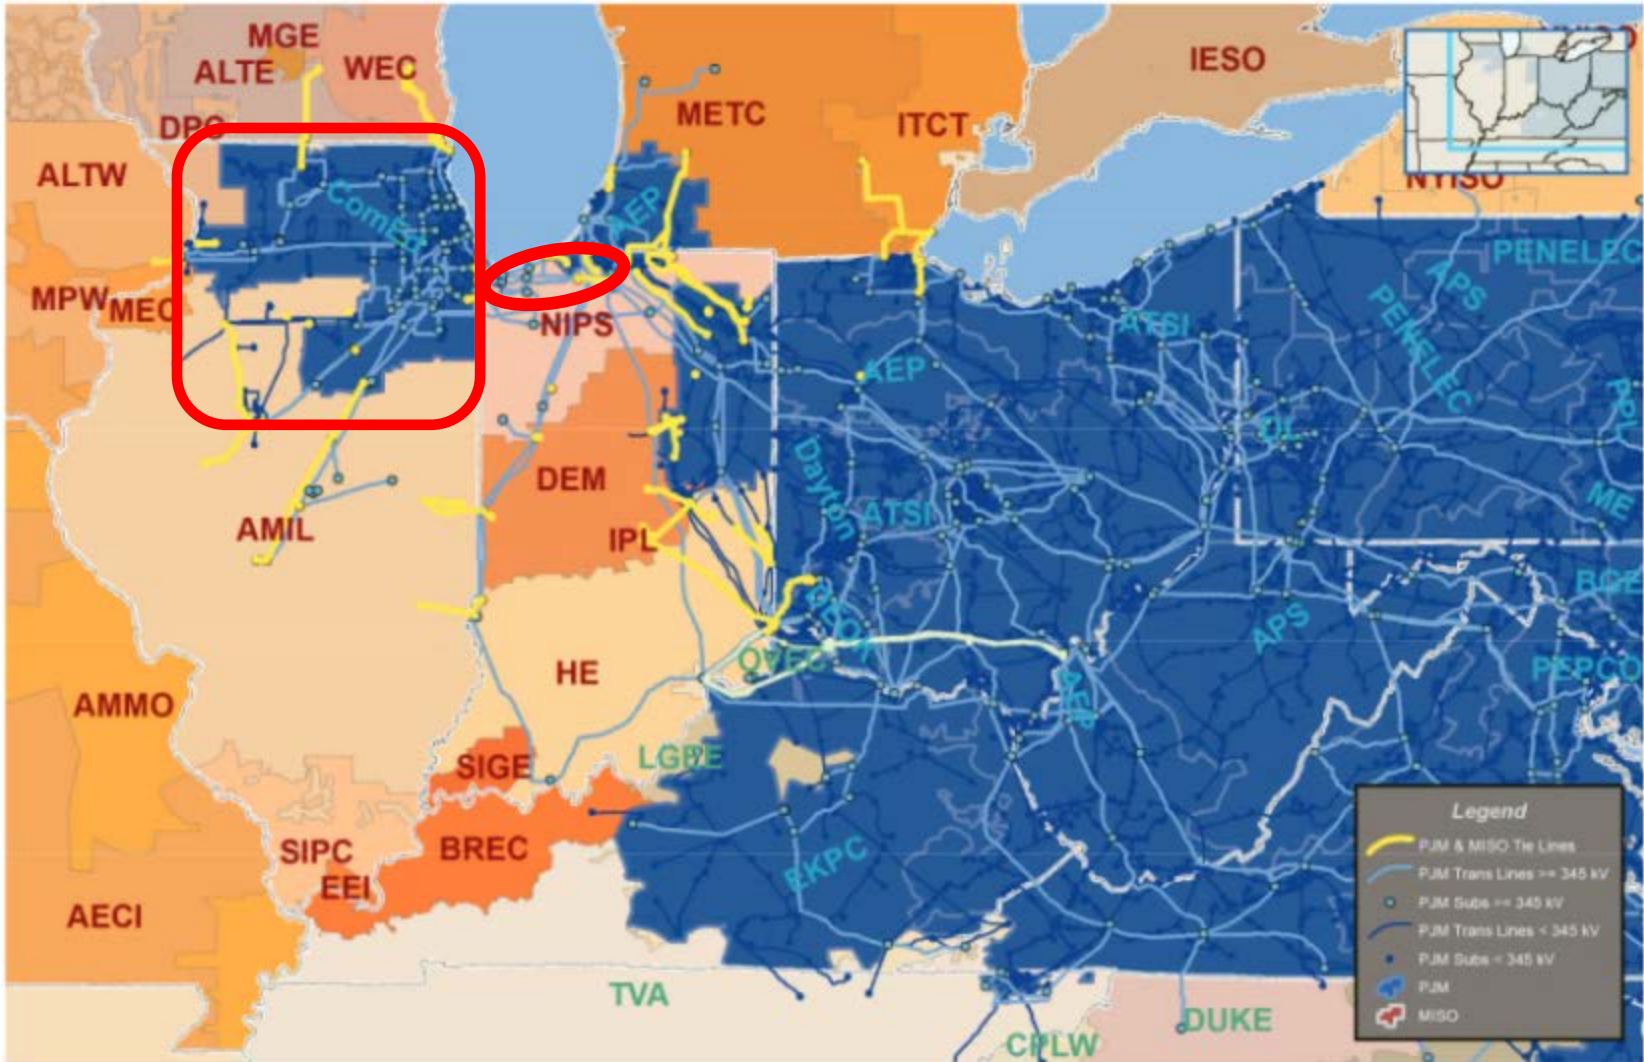 MGE
ALTE
WEC
METC
ITCT
IESO
NYISO
ALTW
ComEd
AEP
MPW
MEC
NIPS
PENELEC
APS
PENELEC
ATSI
AEP
PPL
DL
DEM
Dayton
ATSI
ME
IPL
AMIL
BGE
APS
HE
OVEC
PEPCO
AEP
AMMO
LGEE
SIGE
SIPC
BREC
EEI
EKPC
AECI
TVA
DUKE
CPLW
Legend
PJM & MISO Tie Lines
PJM Trans Lines >= 345 kV
PJM Subs >= 345 kV
PJM Trans Lines < 345 kV
PJM Subs < 345 kV
PJM
MISO